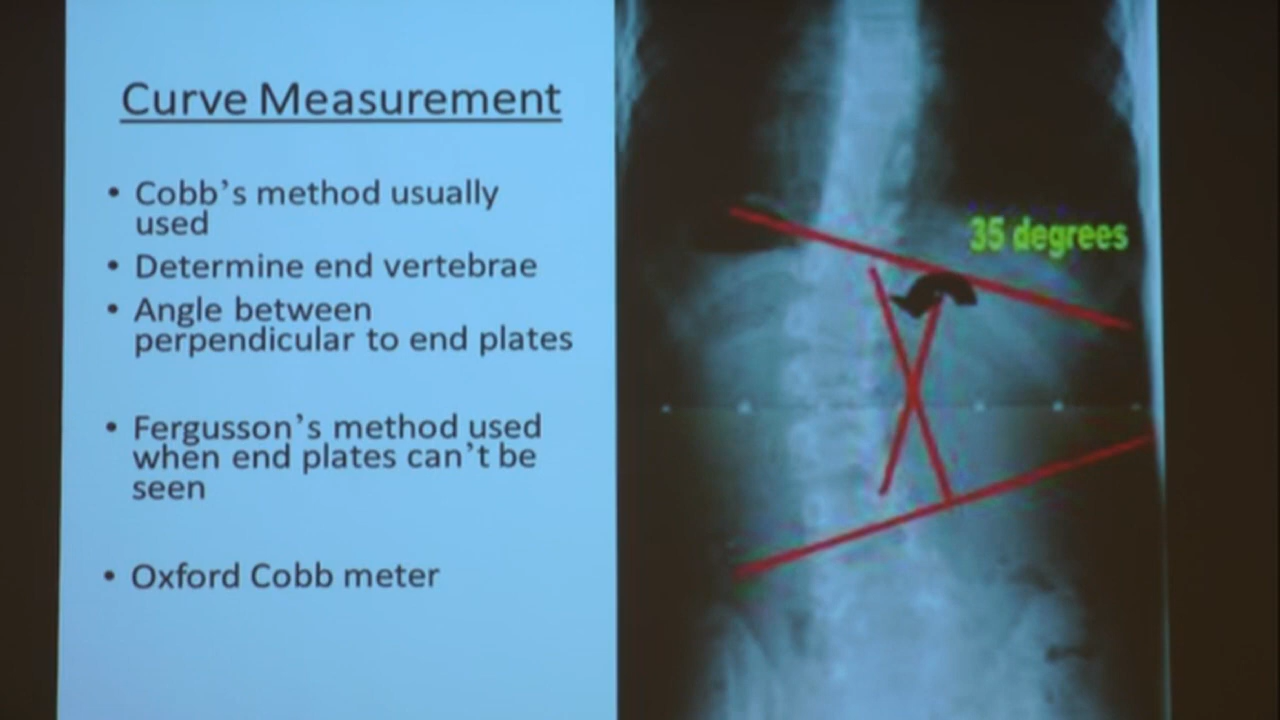 Curve Measurement
• Cobb’s method usually
used
• Determine end vertebrae
• Angle between
perpendicular to end plates
• Fergusson’s method used
when end plates can’t be
seen
• Oxford Cobb meter
35 degrees